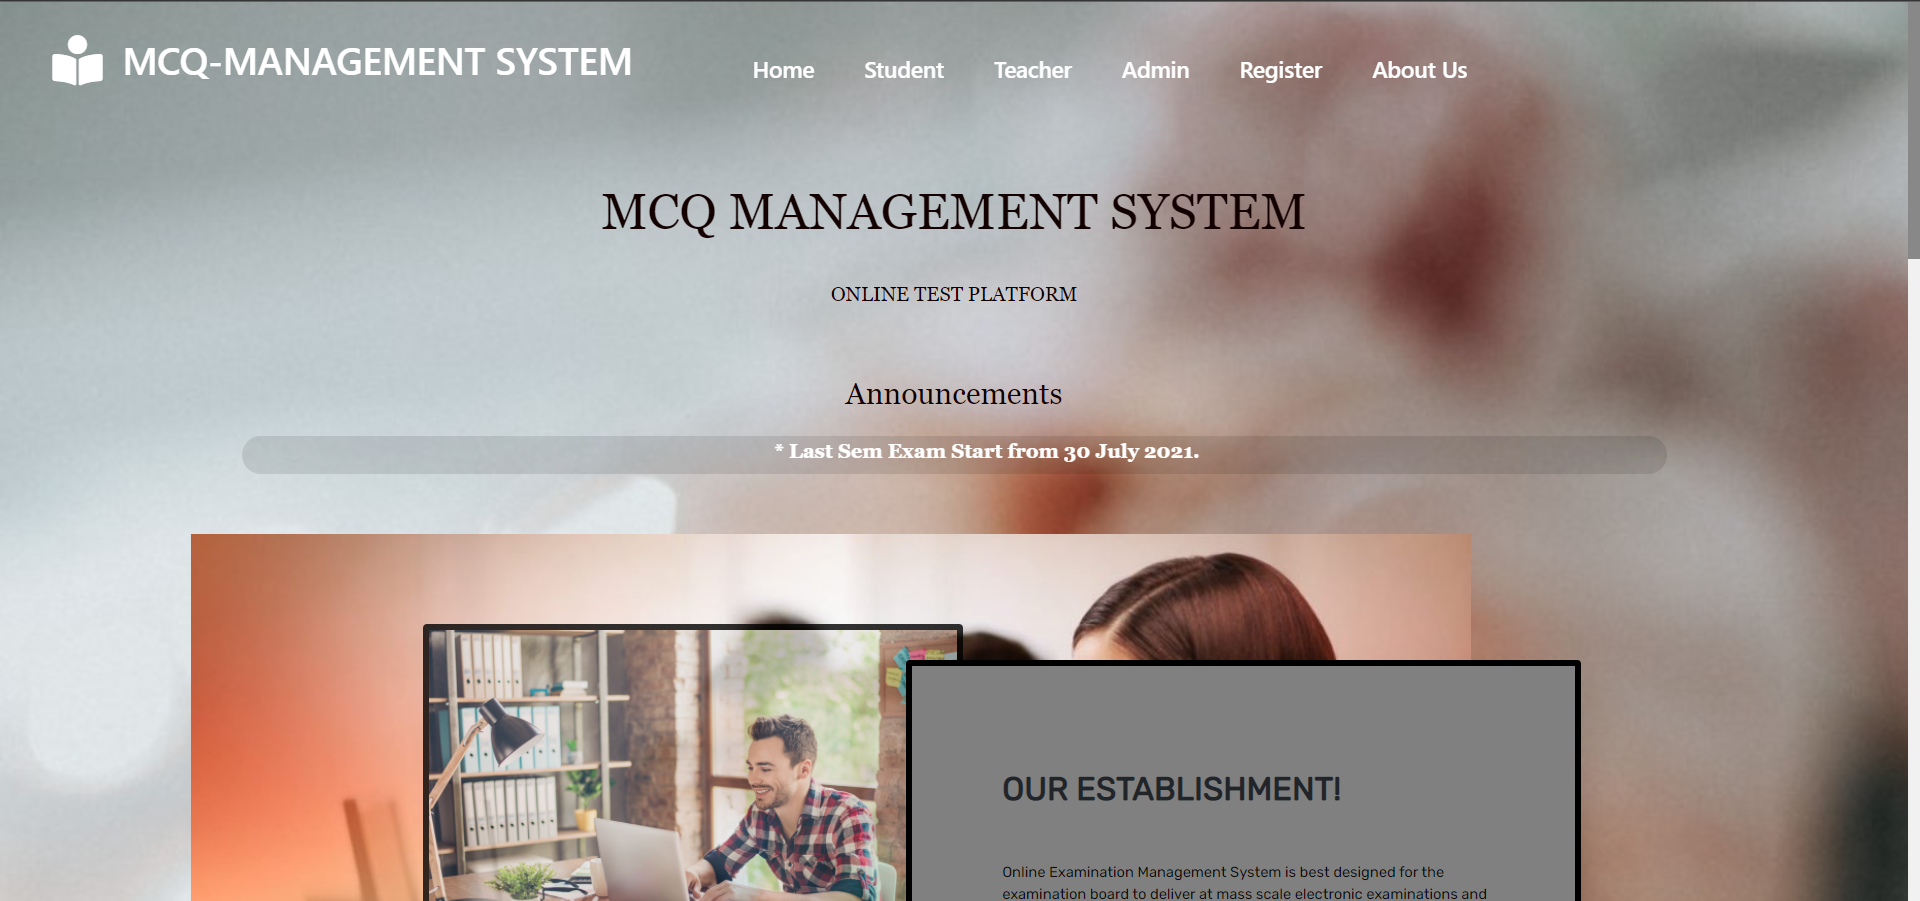 MCQ-MANAGEMENT SYSTEM
Home Student Teacher Admin Register About Us
MCQ MANAGEMENT SYSTEM
ONLINE TEST PLATFORM
Announcements
* Last Sem Exam Start from 30 July 2021.
OUR ESTABLISHMENT!
Online Examination Management System is best designed for the
examination board to deliver at mass scale electronic examinations and